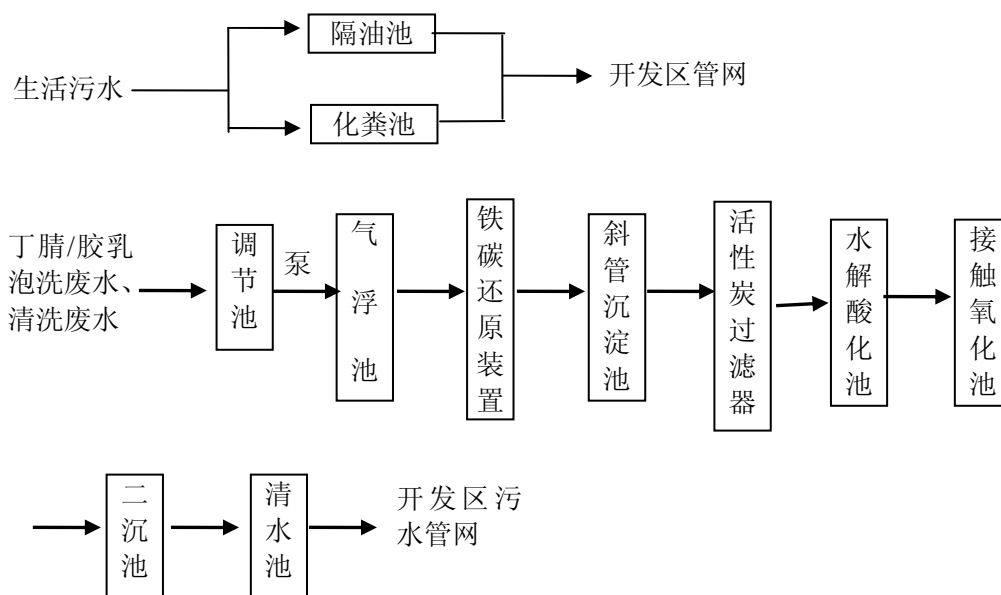 隔油池
生活污水
开发区管网
化粪池
丁腈/胶乳
泡洗废水、
清洗废水
调节池
泵
气浮池
铁碳还原装置
斜管沉淀池
活性炭过滤器
水解酸化池
接触氧化池
二沉池
清水池
开发区污
水管网